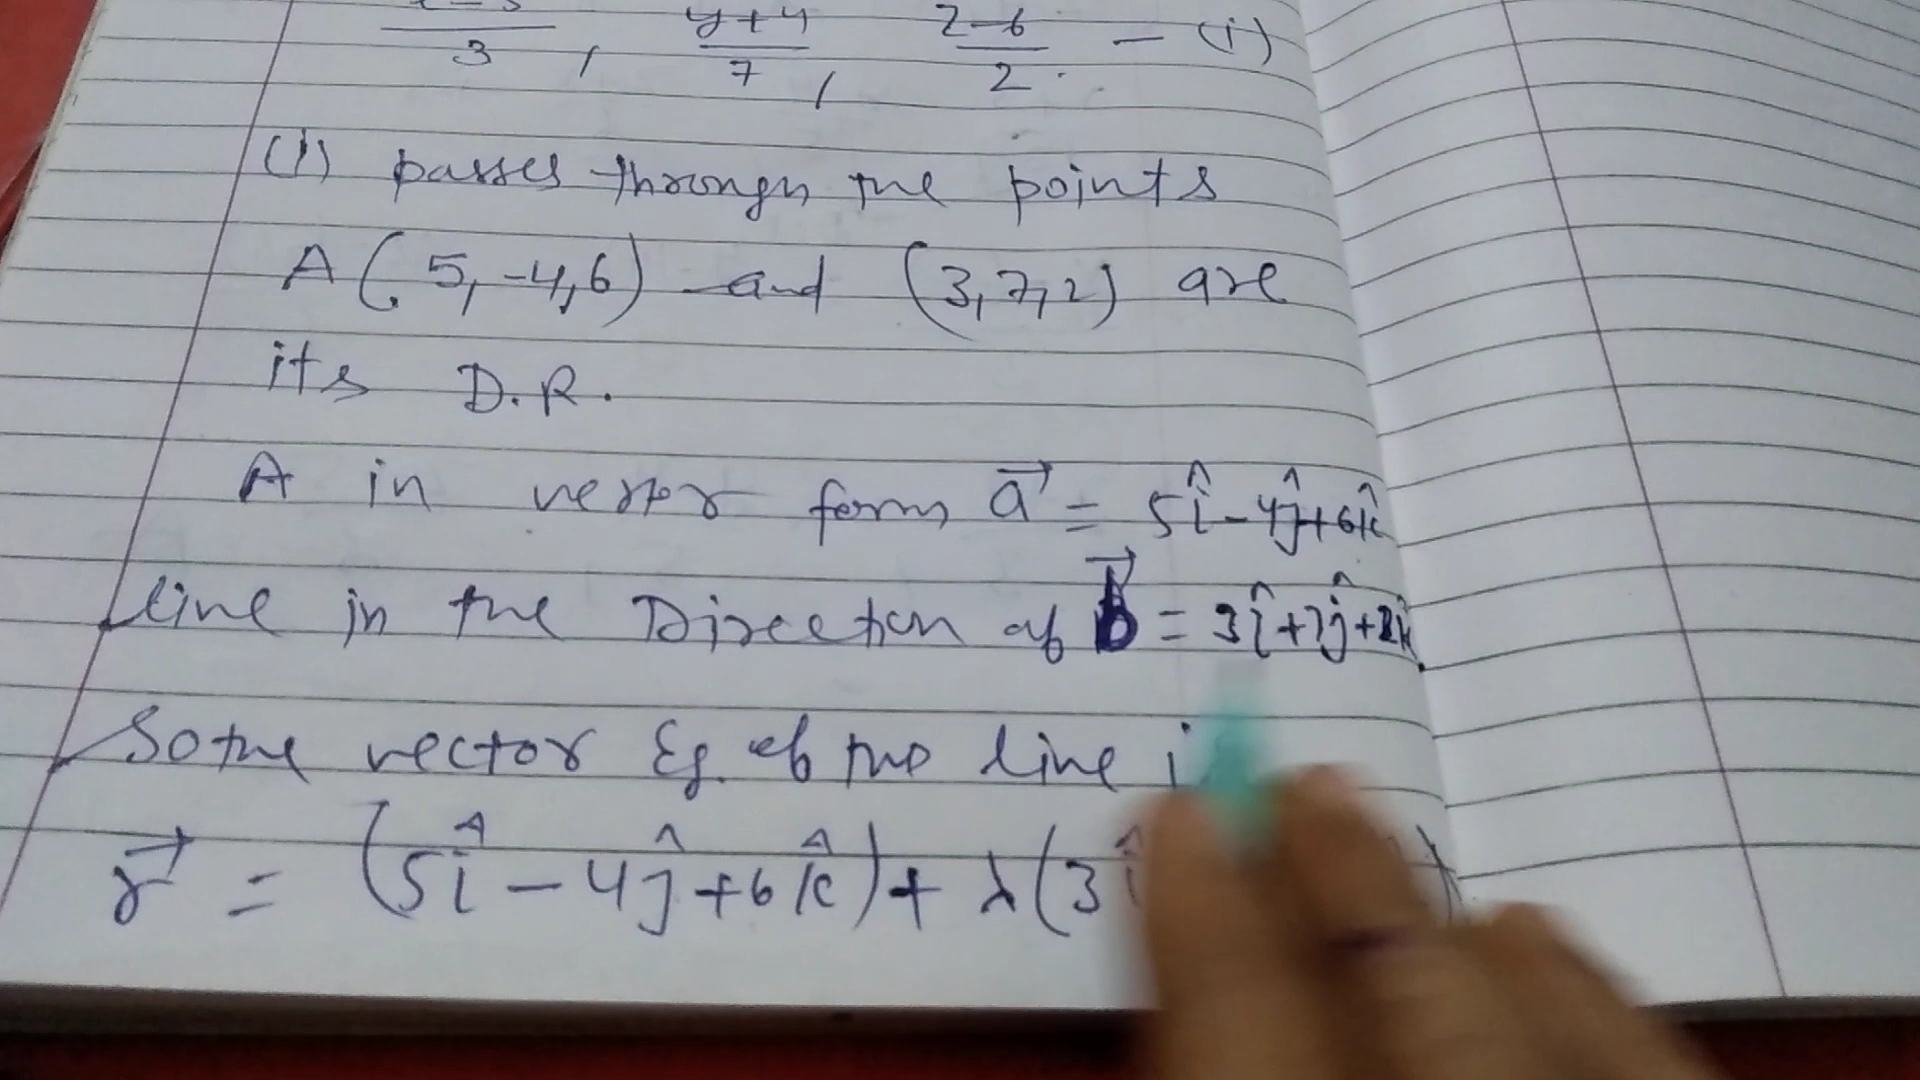 3 , y+4/7 , z-6/2 - (i)
(i) passes through the points
A(5,-4,6) and (3,7,2) are
its D.R.
A in vector form a⃗ = 5î-4ĵ+6k̂
line in the Direction of b⃗ = 3î+7ĵ+2k̂
So the vector Eq. of the line
r⃗ = (5î-4ĵ+6k̂)+λ(3î )